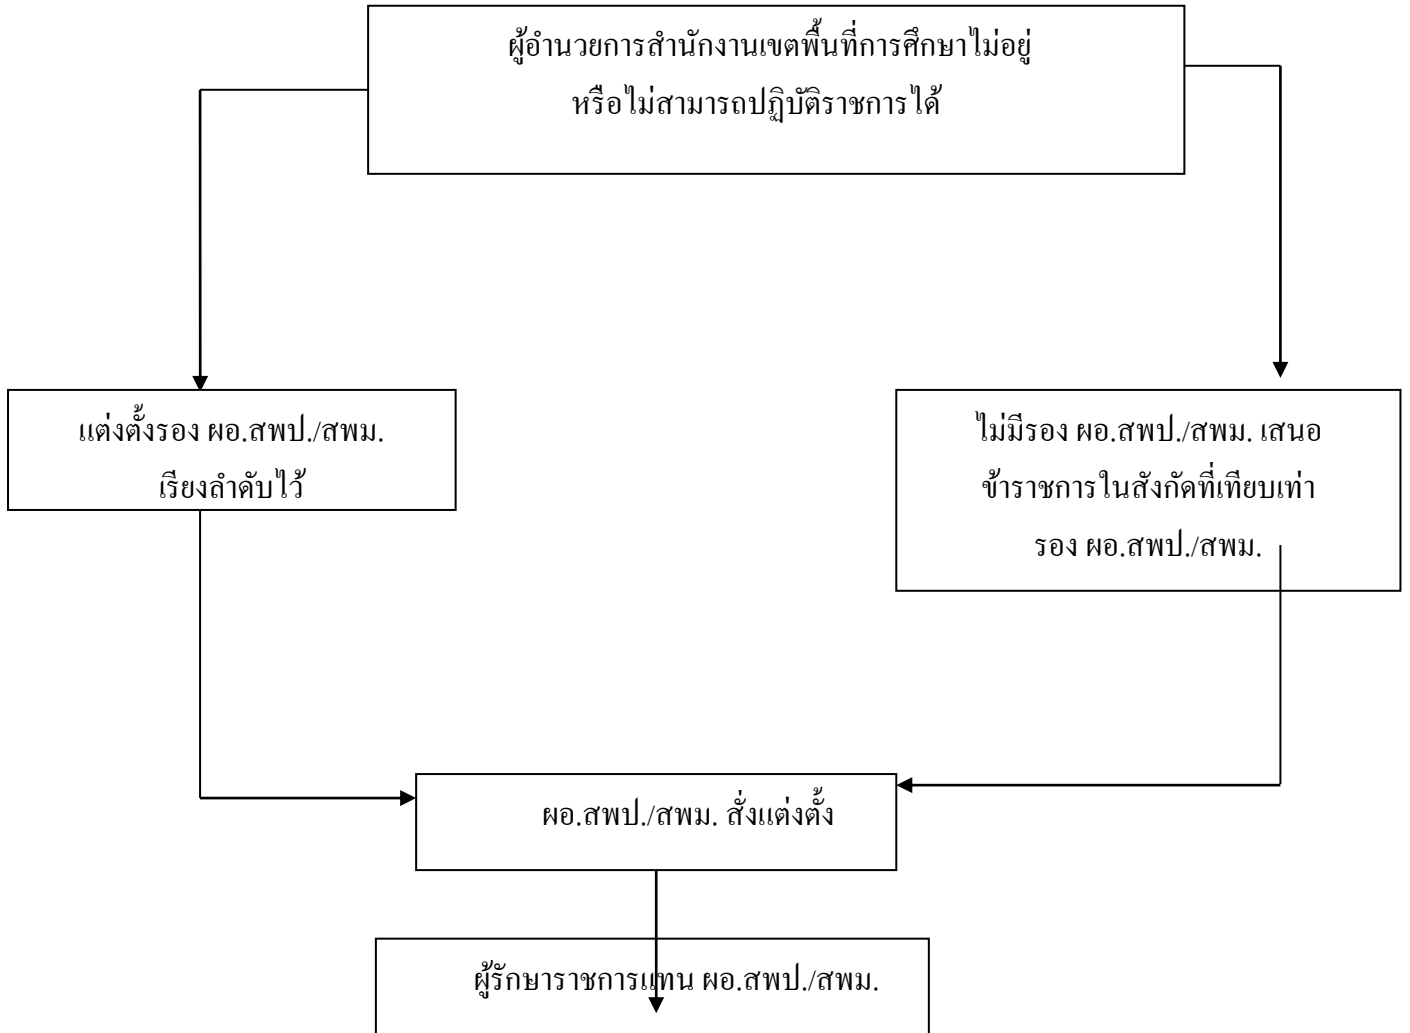 ผู้อำนวยการสำนักงานเขตพื้นที่การศึกษาไม่อยู่
หรือไม่สามารถปฏิบัติราชการได้
แต่งตั้งรอง ผอ.สพป./สพม.
เรียงลำดับไว้
ไม่มีรอง ผอ.สพป./สพม. เสนอ
ข้าราชการในสังกัดที่เทียบเท่า
รอง ผอ.สพป./สพม.
ผอ.สพป./สพม. สั่งแต่งตั้ง
ผู้รักษาราชการแทน ผอ.สพป./สพม.